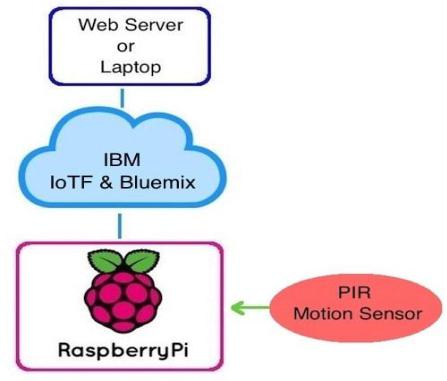 Web Server
or
Laptop
IBM
IoTF & Bluemix
RaspberryPi
PIR
Motion Sensor